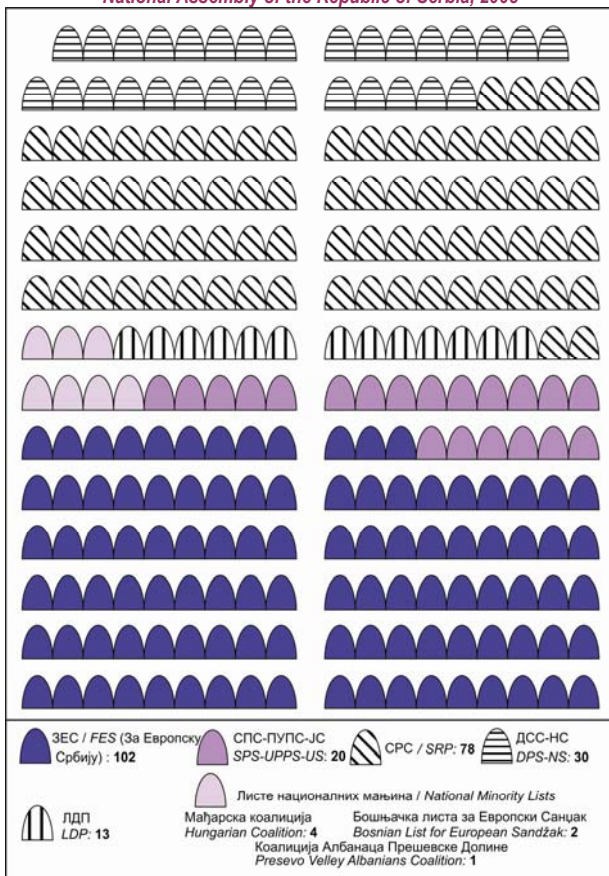 National Assembly of the Republic of Serbia, 2008
ЗЕС / FES (За Европску
Србију) : 102
СПС-ПУПС-ЈС
SPS-UPPS-US: 20
СРС / SRP: 78
ДСС-НС
DPS-NS: 30
Листе националних мањина / National Minority Lists
ЛДП
LDP: 13
Мађарска коалиција
Hungarian Coalition: 4
Бошњачка листа за Европски Санџак
Bosnian List for European Sandžak: 2
Коалиција Албанаца Прешевске Долине
Presevo Velley Albanians Coalition: 1